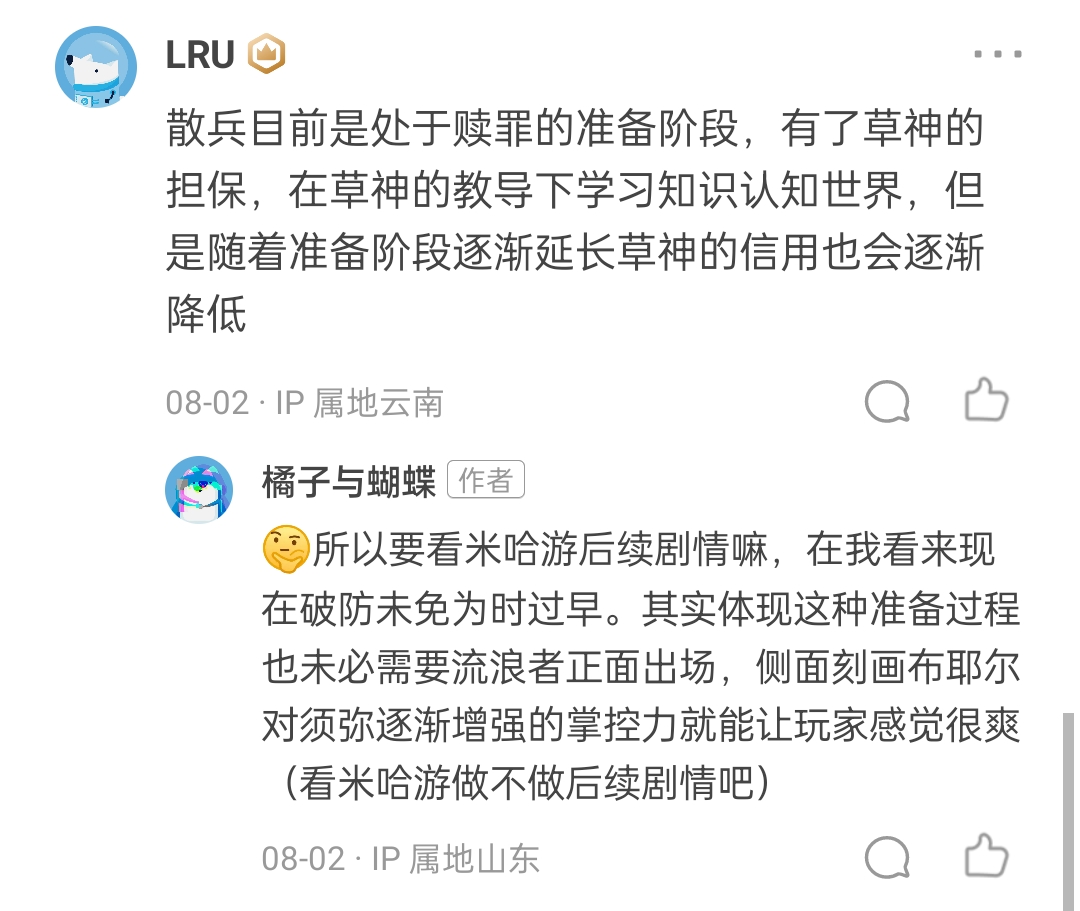 LRU
散兵目前是处于赎罪的准备阶段，有了草神的
担保，在草神的教导下学习知识认知世界，但
是随着准备阶段逐渐延长草神的信用也会逐渐
降低
08-02 · IP 属地云南
橘子与蝴蝶 作者
🤔所以要看米哈游后续剧情嘛，在我看来现
在破防未免为时过早。其实体现这种准备过程
也未必需要流浪者正面出场，侧面刻画布耶尔
对须弥逐渐增强的掌控力就能让玩家感觉很爽
（看米哈游做不做后续剧情吧）
08-02 · IP 属地山东